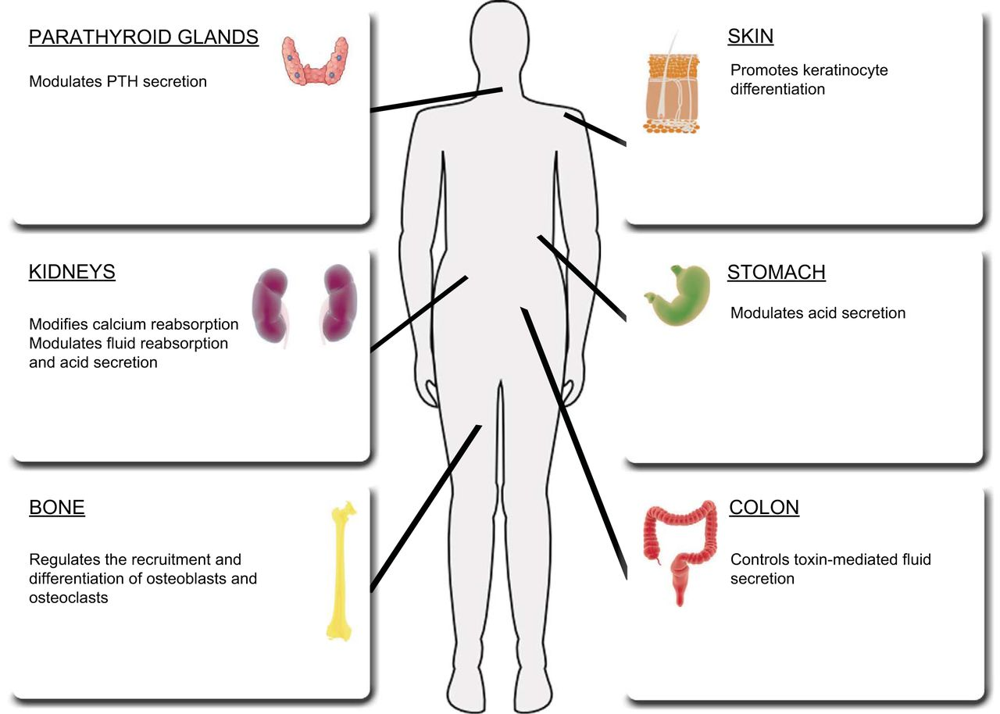 PARATHYROID GLANDS
Modulates PTH secretion
SKIN
Promotes keratinocyte
differentiation
KIDNEYS
Modifies calcium reabsorption
Modulates fluid reabsorption
and acid secretion
STOMACH
Modulates acid secretion
BONE
Regulates the recruitment and
differentiation of osteoblasts and
osteoclasts
COLON
Controls toxin-mediated fluid
secretion